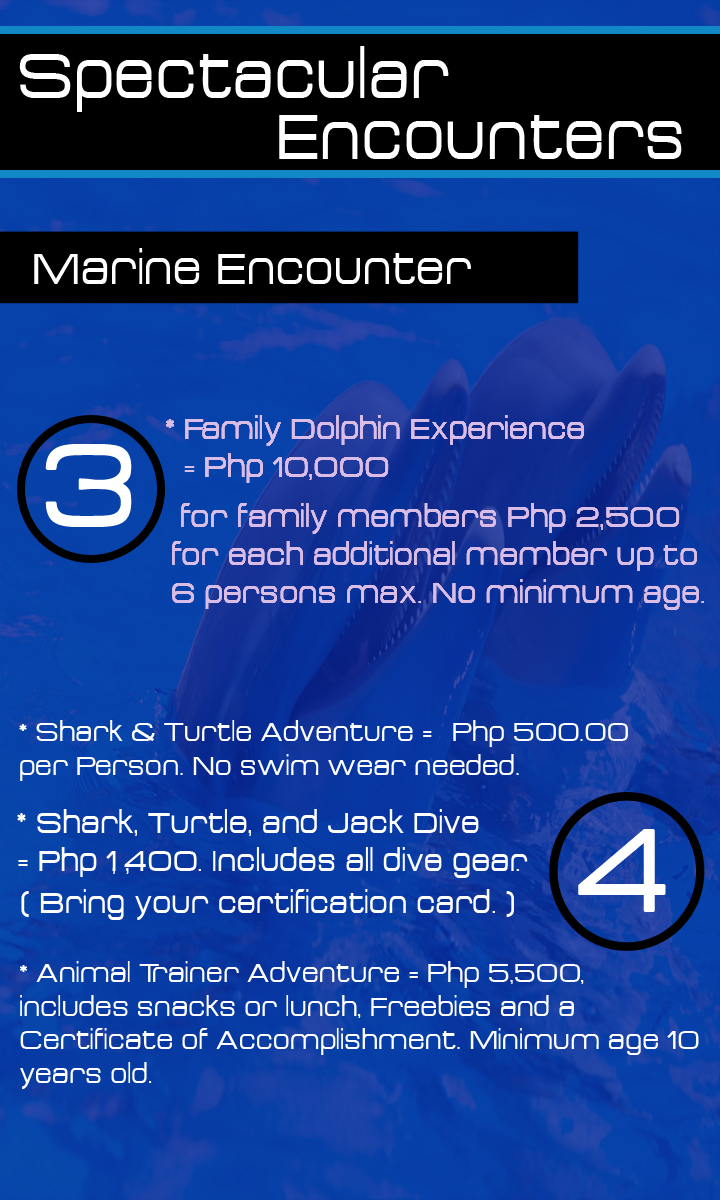 Spectacular
Encounters
Marine Encounter
3
* Family Dolphin Experience
= Php 10,000
for family members Php 2,500
for each additional member up to
6 persons max. No minimum age.
* Shark & Turtle Adventure = Php 500.00
per Person. No swim wear needed.
* Shark, Turtle, and Jack Dive
= Php 1,400. Includes all dive gear.
( Bring your certification card. )
4
* Animal Trainer Adventure = Php 5,500,
includes snacks or lunch, Freebies and a
Certificate of Accomplishment. Minimum age 10
years old.